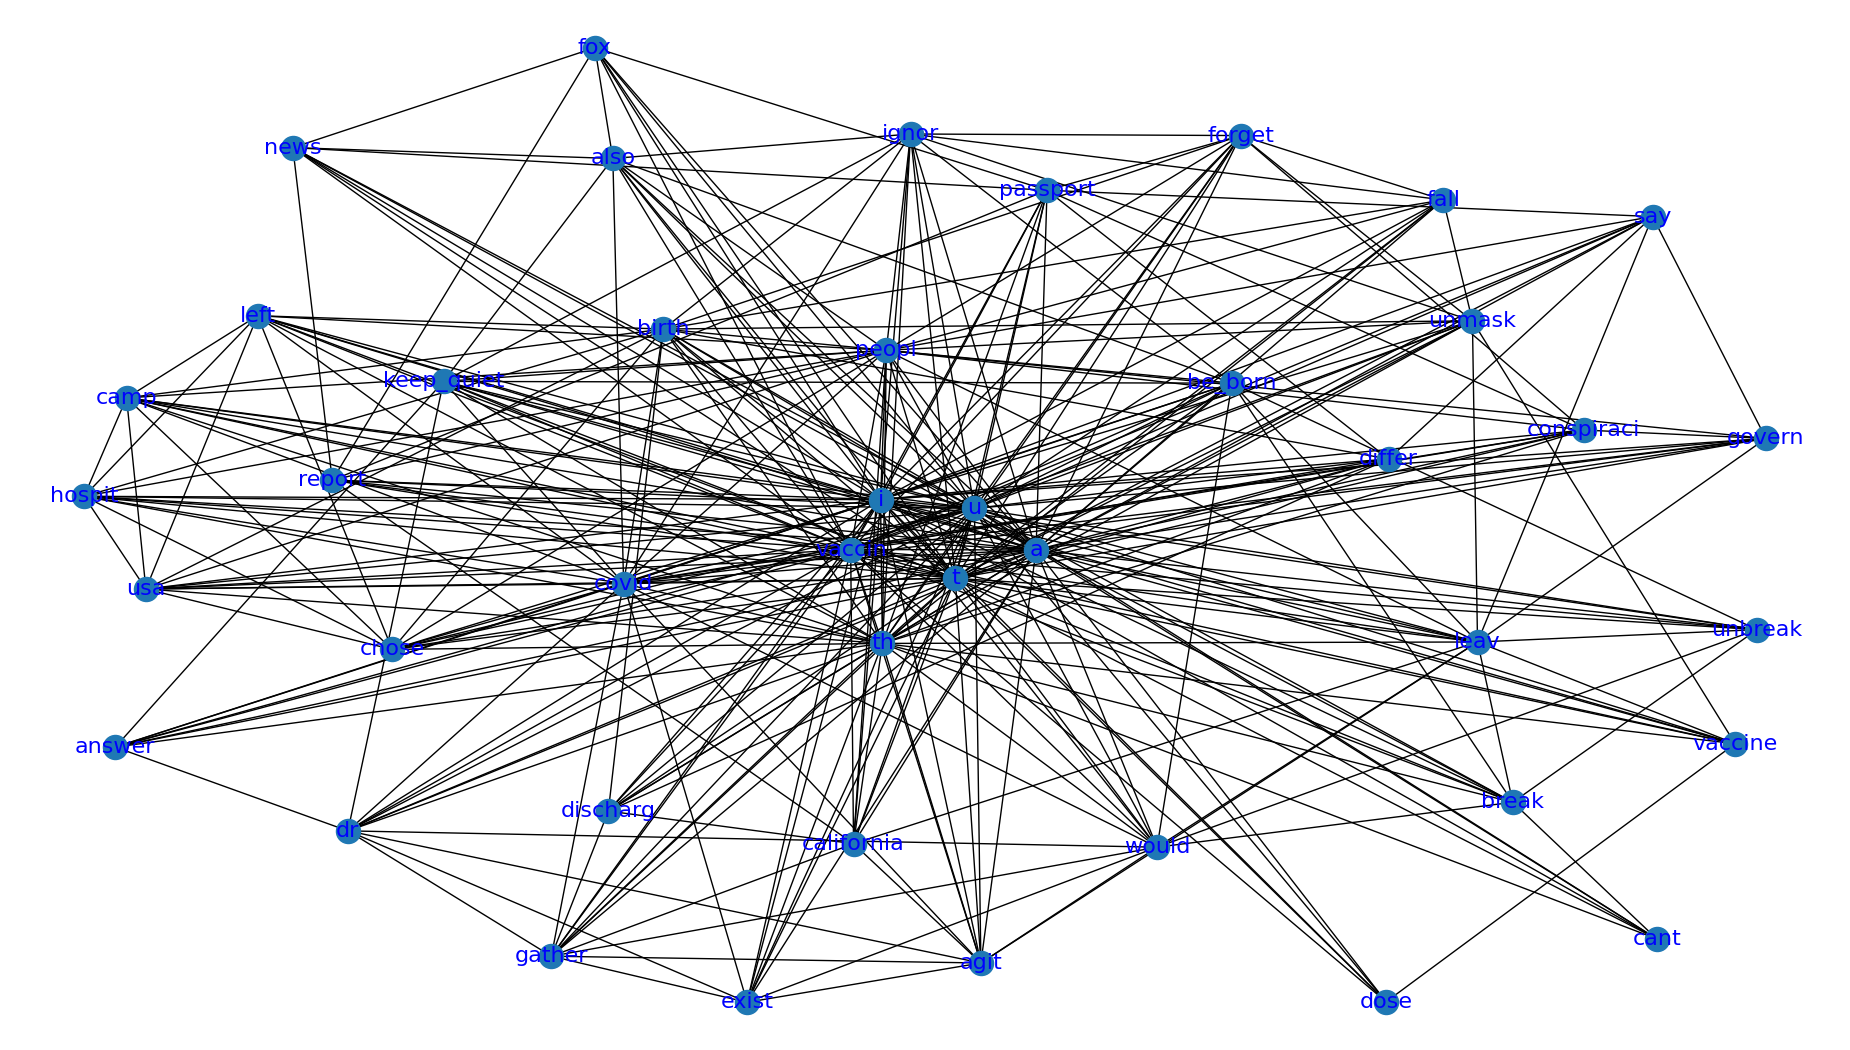 fox
news
also
ignor
forget
passport
fall
say
left
birth
unmask
peopl
keep_quiet
be_born
camp
conspiraci
govern
differ
report
hospit
i
u
vaccin
a
usa
covid
t
th
chose
leav
unbreak
answer
vaccine
discharg
break
dr
california
would
gather
agit
cant
exist
dose